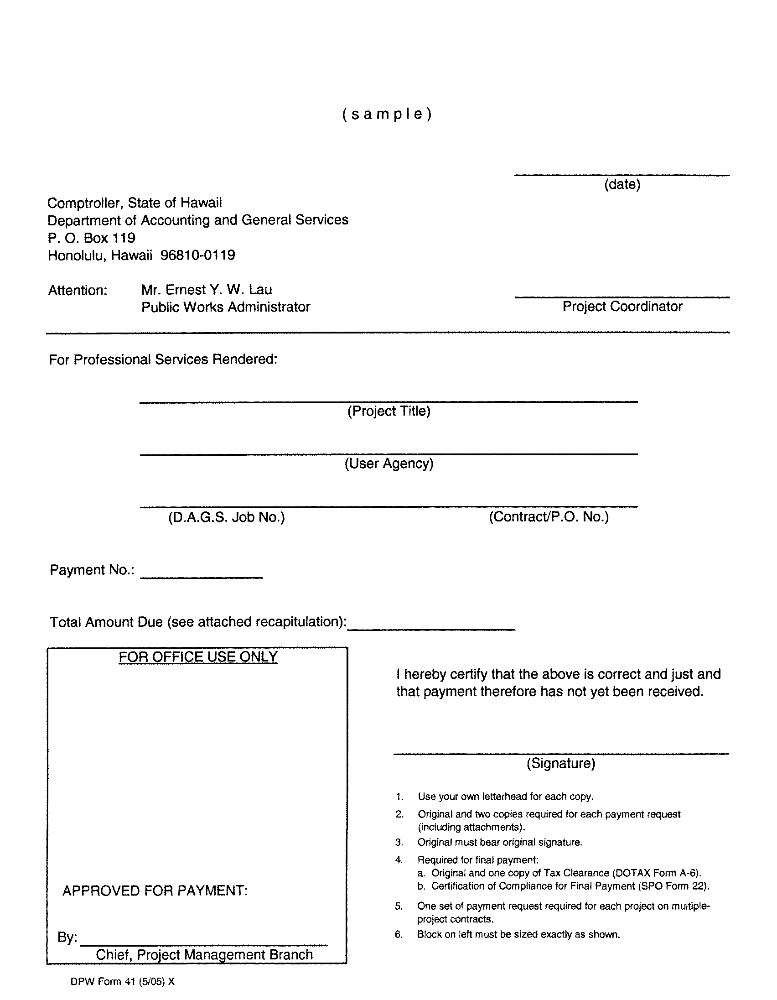 (sample)
(date)
Comptroller, State of Hawaii
Department of Accounting and General Services
P. O. Box 119
Honolulu, Hawaii 96810-0119
Attention: Mr. Ernest Y. W. Lau
Public Works Administrator
Project Coordinator
For Professional Services Rendered:
(Project Title)
(User Agency)
(D.A.G.S. Job No.) (Contract/P.O. No.)
Payment No.:
Total Amount Due (see attached recapitulation):
FOR OFFICE USE ONLY
APPROVED FOR PAYMENT:
By:
Chief, Project Management Branch
I hereby certify that the above is correct and just and
that payment therefore has not yet been received.
(Signature)
1. Use your own letterhead for each copy.
2. Original and two copies required for each payment request
(including attachments).
3. Original must bear original signature.
4. Required for final payment:
a. Original and one copy of Tax Clearance (DOTAX Form A-6).
b. Certification of Compliance for Final Payment (SPO Form 22).
5. One set of payment request required for each project on multiple-
project contracts.
6. Block on left must be sized exactly as shown.
DPW Form 41 (5/05) X